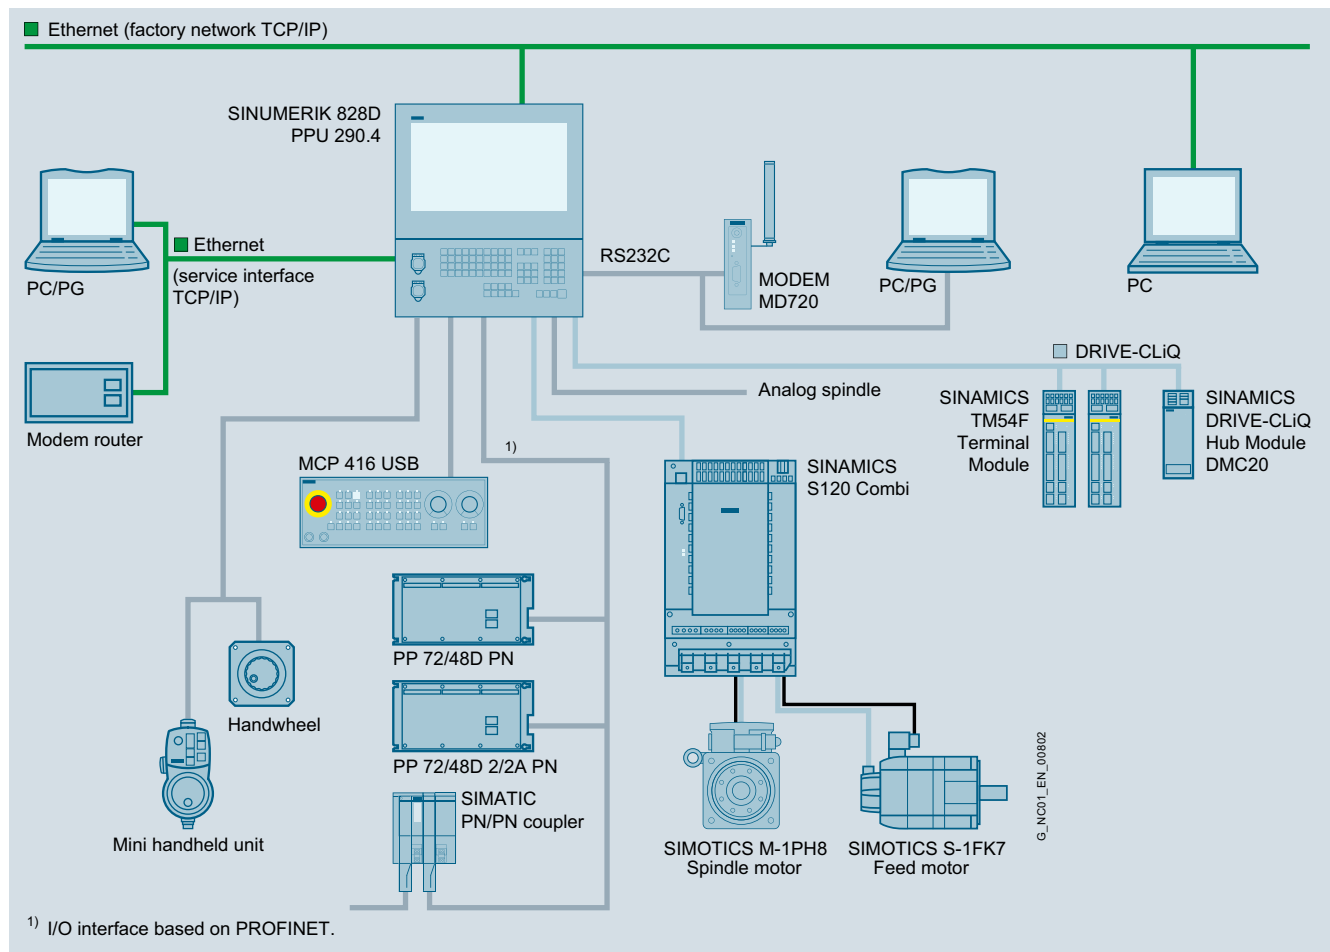 Ethernet (factory network TCP/IP)
SINUMERIK 828D
PPU 290.4
Ethernet
(service interface
TCP/IP)
PC/PG
Modem router
RS232C
MODEM
MD720
PC/PG
PC
DRIVE-CLiQ
Analog spindle
SINAMICS
TM54F
Terminal
Module
SINAMICS
DRIVE-CLiQ
Hub Module
DMC20
1)
MCP 416 USB
SINAMICS
S120 Combi
PP 72/48D PN
Handwheel
PP 72/48D 2/2A PN
SIMATIC
PN/PN coupler
Mini handheld unit
SIMOTICS M-1PH8
Spindle motor
SIMOTICS S-1FK7
Feed motor
G_NC01_EN_00802
1) I/O interface based on PROFINET.